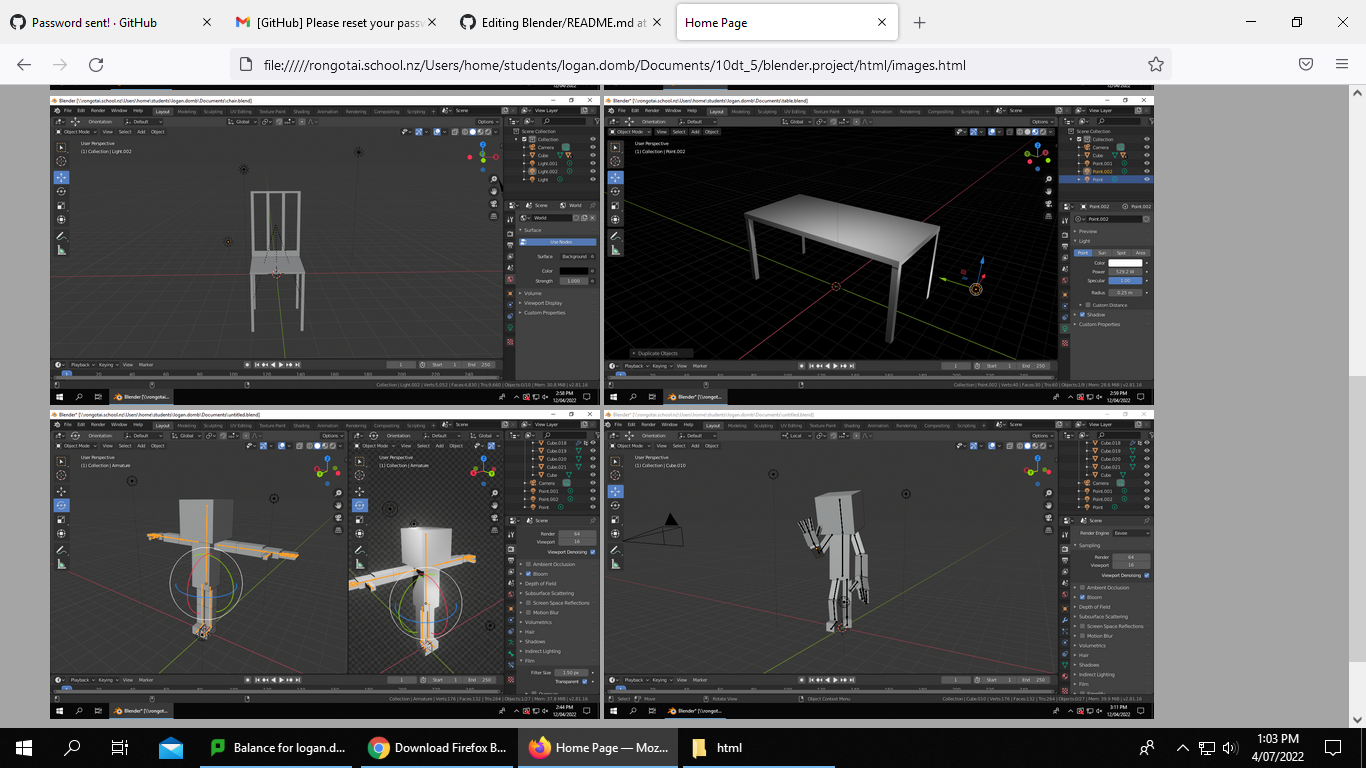 Password sent! · GitHub
[GitHub] Please reset your passw
Editing Blender/README.md at
Home Page
file://///rongotai.school.nz/Users/home/students/logan.domb/Documents/10dt_5/blender.project/html/images.html
Blender [\\rongotai.school.nz\Users\home\students\logan.domb\Documents\chair.blend]
File Edit Render Window Help Layout Modeling Sculpting UV Editing Texture Paint Shading Animation Rendering Compositing Scripting Scene View Layer
Orientation: Default Global Options
Object Mode View Select Add Object
User Perspective
(1) Collection | Light.002
Scene Collection
Collection
Camera
Cube
Light.001
Light.002
Light
Scene World
World
Surface
Use Nodes
Surface Background
Color
Strength 1.000
Volume
Viewport Display
Custom Properties
Playback Keying View Marker 1 Start 1 End 250
Collection | Light.002 | Verts:5,052 | Faces:4,830 | Tris:9,660 | Objects:0/10 | Mem: 30.8 MiB | v2.81.16
Blender [\\rongot...
2:58 PM
12/04/2022
Blender* [\\rongotai.school.nz\Users\home\students\logan.domb\Documents\table.blend]
File Edit Render Window Help Layout Modeling Sculpting UV Editing Texture Paint Shading Animation Rendering Compositing Scripting Scene View Layer
Orientation: Default Global Options
Object Mode View Select Add Object
User Perspective
(1) Collection | Point.002
Scene Collection
Collection
Camera
Cube
Point.001
Point.002
Point
Point.002 Point.002
Point.002
Preview
Light
Point Sun Spot Area
Color
Power 529.2 W
Specular 1.00
Radius 0.25 m
Custom Distance
Shadow
Custom Properties
Duplicate Objects
Playback Keying View Marker 1 Start 1 End 250
Collection | Point.002 | Verts:40 | Faces:30 | Tris:60 | Objects:1/8 | Mem: 28.6 MiB | v2.81.16
Blender* [\\rongot...
2:59 PM
12/04/2022
Blender* [\\rongotai.school.nz\Users\home\students\logan.domb\Documents\untitled.blend]
File Edit Render Window Help Layout Modeling Sculpting UV Editing Texture Paint Shading Animation Rendering Compositing Scripting Scene View Layer
Orientation: Default Global Options Orientation: Default Global
Object Mode View Select Add Object Object Mode View Select Add Object
User Perspective
(1) Collection | Armature
User Perspective
(1) Collection | Armature
Cube.018
Cube.019
Cube.020
Cube.021
Cube
Camera
Point.001
Point.002
Point
Scene
Render 64
Viewport 16
Viewport Denoising
Ambient Occlusion
Bloom
Depth of Field
Subsurface Scattering
Screen Space Reflections
Motion Blur
Volumetrics
Hair
Shadows
Indirect Lighting
Film
Filter Size 1.50 px
Transparent
Playback Keying View Marker 1 Start 1 End 250
Collection | Armature | Verts:176 | Faces:132 | Tris:264 | Objects:1/27 | Mem: 37.8 MiB | v2.81.16
Blender* [\\rongot...
2:44 PM
12/04/2022
Blender* [\\rongotai.school.nz\Users\home\students\logan.domb\Documents\untitled.blend]
File Edit Render Window Help Layout Modeling Sculpting UV Editing Texture Paint Shading Animation Rendering Compositing Scripting Scene View Layer
Orientation: Default Local Options
Object Mode View Select Add Object
User Perspective
(1) Collection | Cube.010
Cube.018
Cube.019
Cube.020
Cube.021
Cube
Camera
Point.001
Point.002
Point
Scene
Render Engine Eevee
Sampling
Render 64
Viewport 16
Viewport Denoising
Ambient Occlusion
Bloom
Depth of Field
Subsurface Scattering
Screen Space Reflections
Motion Blur
Volumetrics
Hair
Shadows
Indirect Lighting
Film
Playback Keying View Marker 1 Start 1 End 250
Select Move Rotate View Object Context Menu
Collection | Cube.010 | Verts:176 | Faces:132 | Tris:264 | Objects:1/27 | Mem: 39.9 MiB | v2.81.16
Blender* [\\rongot...
3:11 PM
12/04/2022
Balance for logan.d...
Download Firefox B...
Home Page — Moz...
html
1:03 PM
4/07/2022